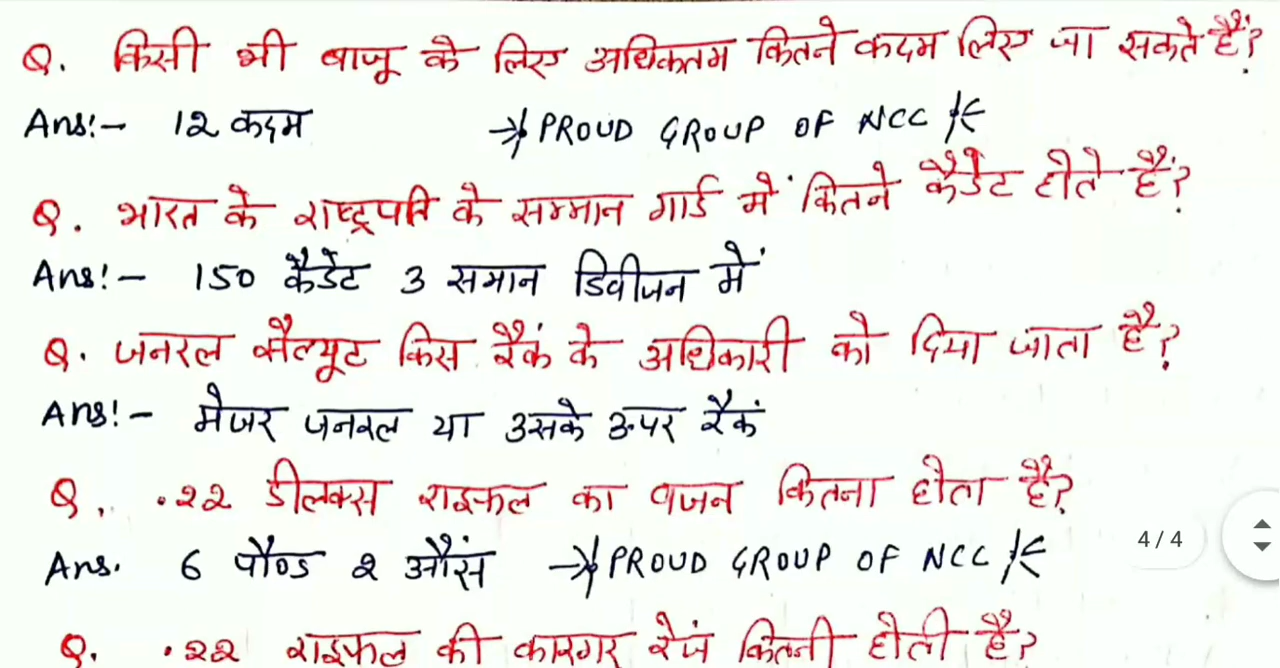 Q. किसी भी बाजू के लिए अधिकतम कितने कदम लिए जा सकते हैं?
Ans:- 12 कदम → PROUD GROUP OF NCC ←
Q. भारत के राष्ट्रपति के सम्मान गार्ड में कितने कैडेट होते हैं?
Ans:- 150 कैडेट 3 समान डिवीजन में
Q. जनरल सैल्यूट किस रैकं के अधिकारी को दिया जाता है?
Ans:- मेजर जनरल या उसके ऊपर रैकं
Q. .22 डीलक्स राइफल का वजन कितना होता है?
Ans. 6 पौण्ड 2 औंस → PROUD GROUP OF NCC ←
4 / 4
Q. .22 राइफल की कारगर रेजं कितनी होती है?